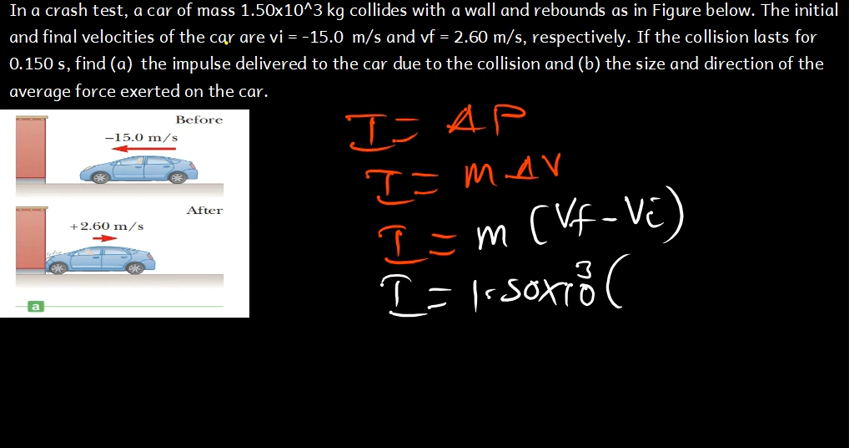 In a crash test, a car of mass 1.50x10^3 kg collides with a wall and rebounds as in Figure below. The initial
and final velocities of the car are vi = -15.0 m/s and vf = 2.60 m/s, respectively. If the collision lasts for
0.150 s, find (a) the impulse delivered to the car due to the collision and (b) the size and direction of the
average force exerted on the car.
Before
−15.0 m/s
After
+2.60 m/s
a
I = ΔP
I = m ΔV
I = m (Vf - Vi)
I = 1.50x10³ (